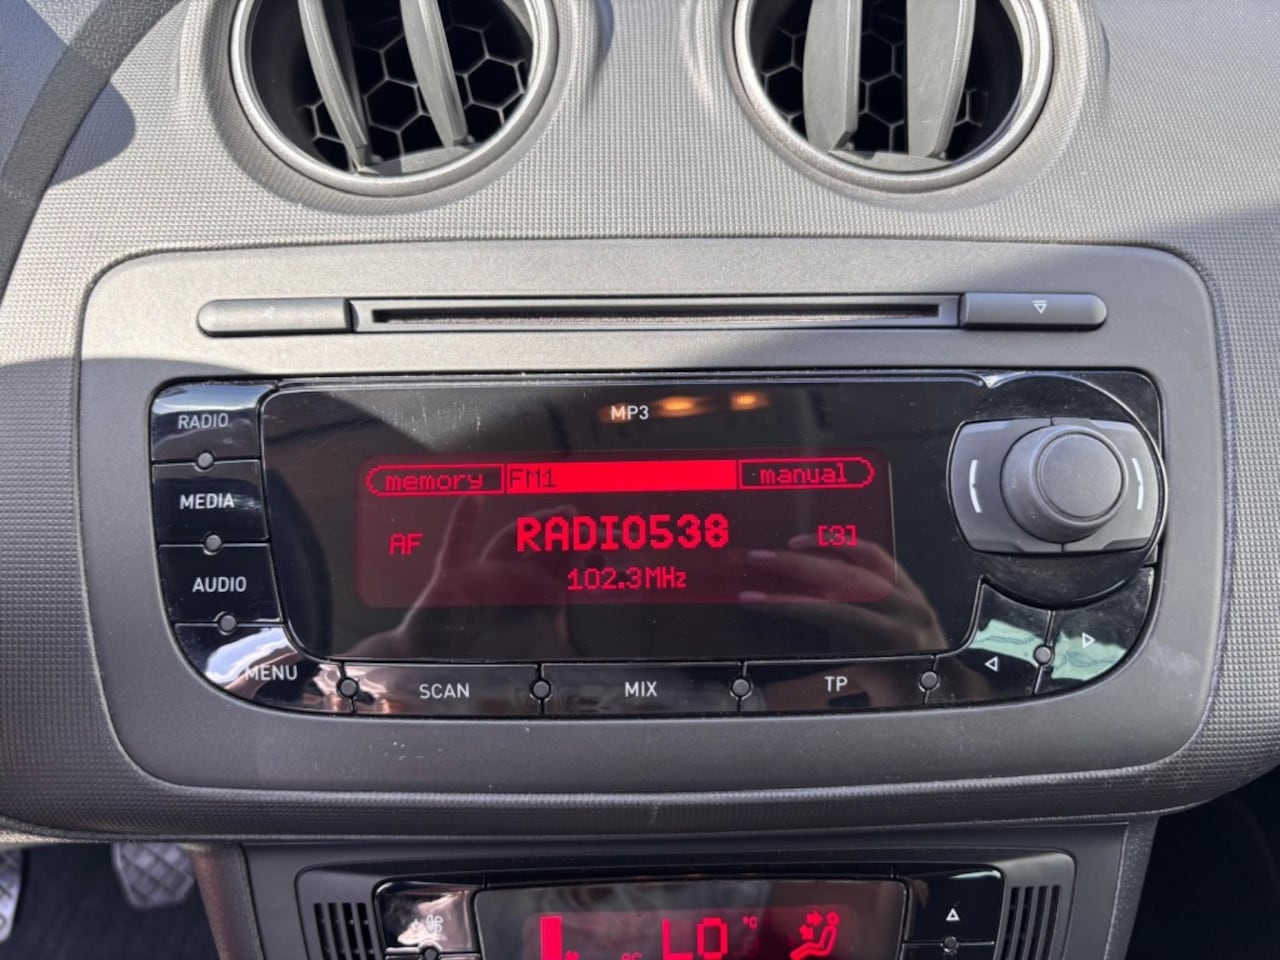 MP3
RADIO
memory FM1 manual
MEDIA
AF RADIO538 [3]
102.3MHz
AUDIO
MENU
SCAN MIX TP
LO °C